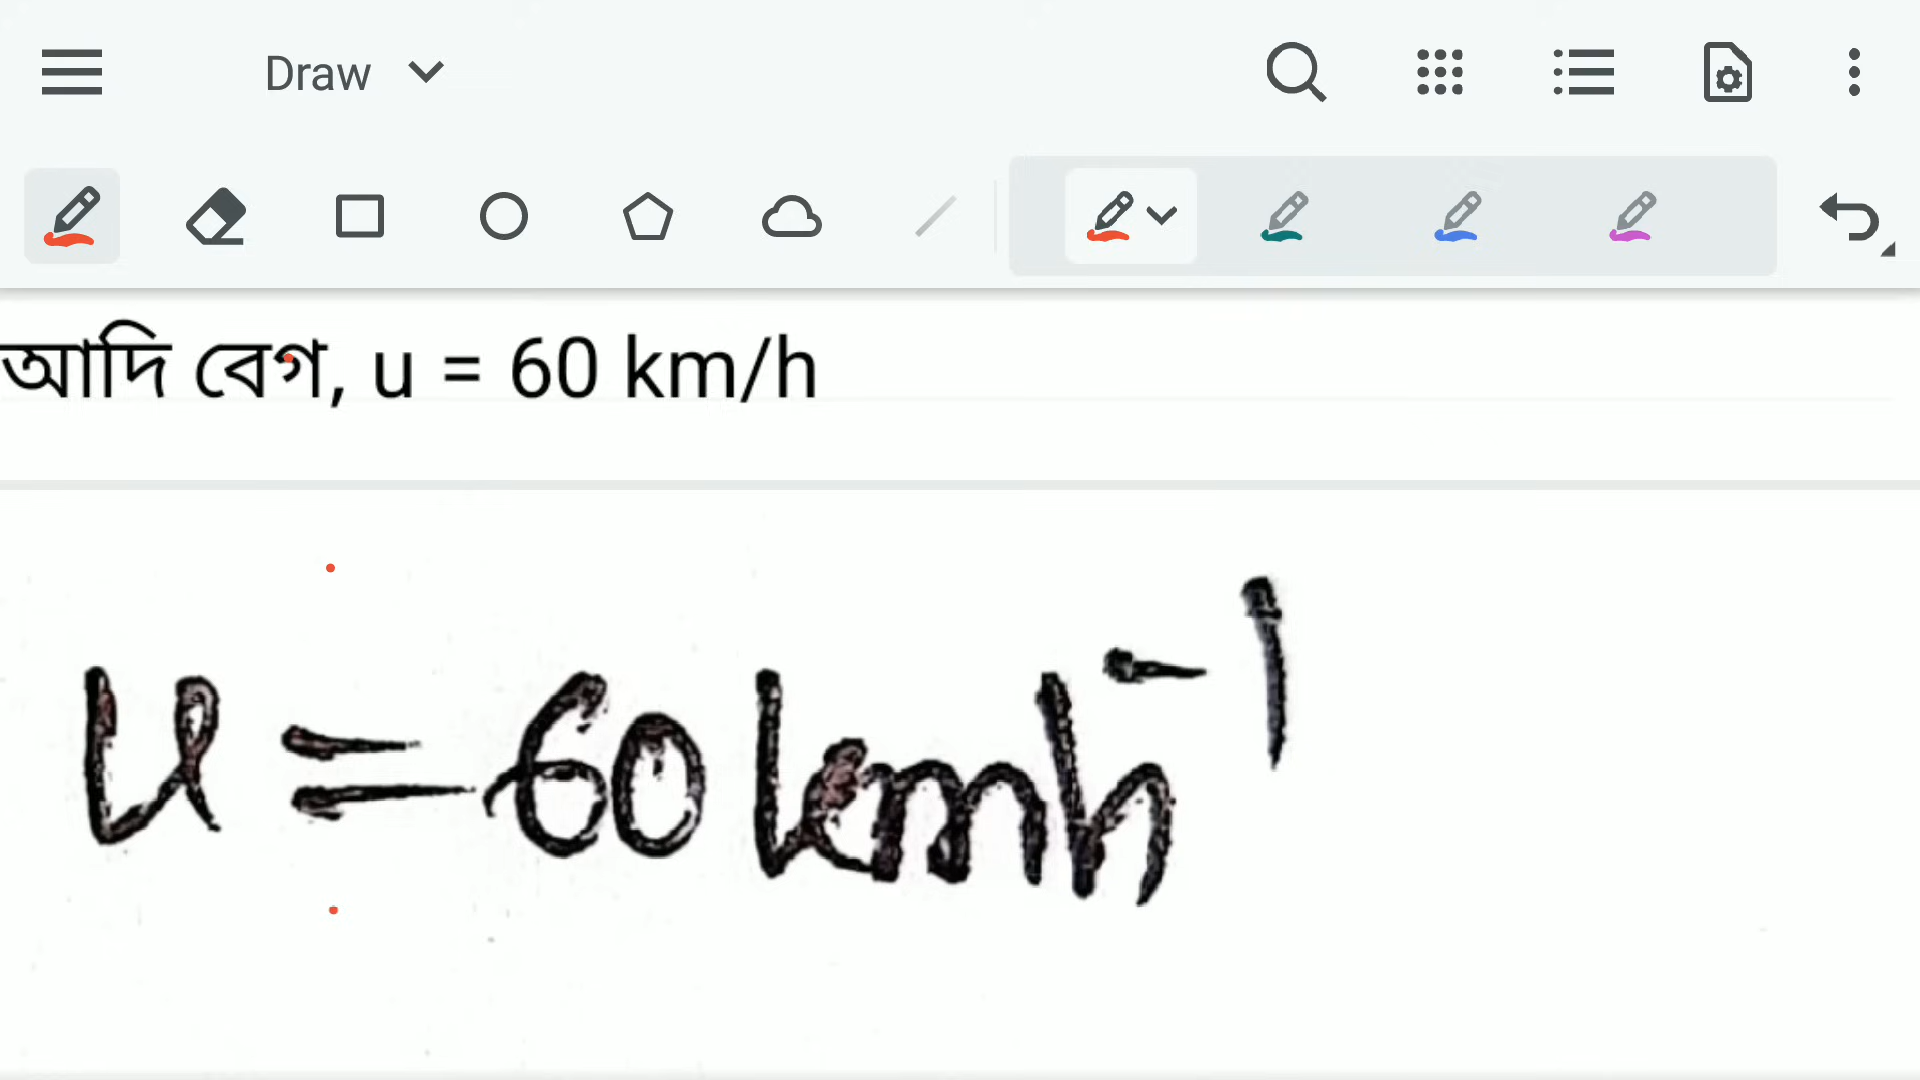 Draw
আদি বেগ, u = 60 km/h
u = 60 kmh⁻¹